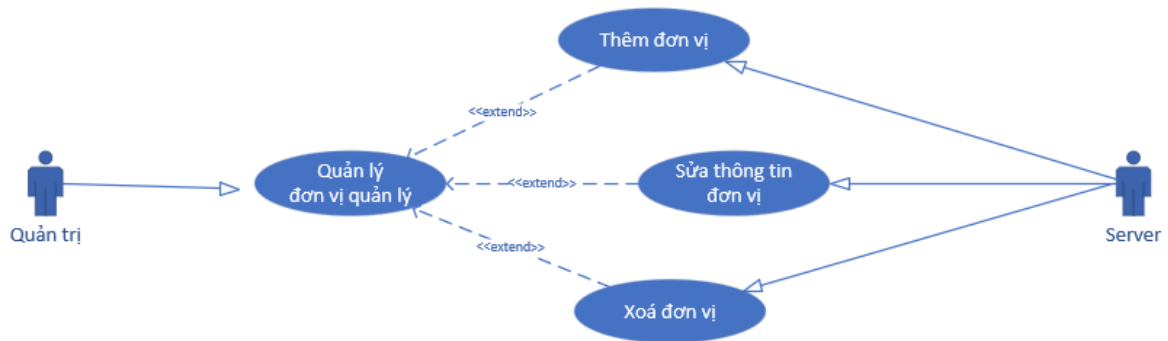 Thêm đơn vị
<<extend>>
Quản lý
đơn vị quản lý
<<extend>>
Sửa thông tin
đơn vị
Quản trị
Server
<<extend>>
Xoá đơn vị